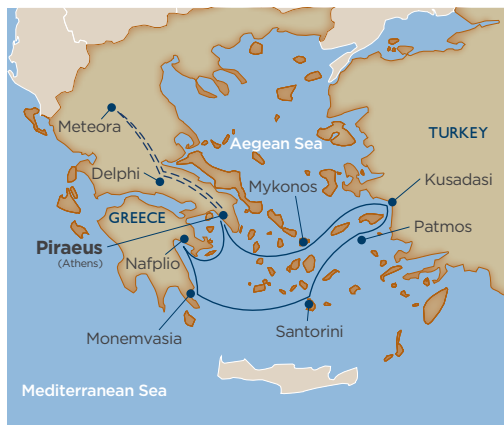 Meteora
Aegean Sea
TURKEY
Delphi
Mykonos
Kusadasi
GREECE
Patmos
Piraeus
(Athens)
Nafplio
Monemvasia
Santorini
Mediterranean Sea